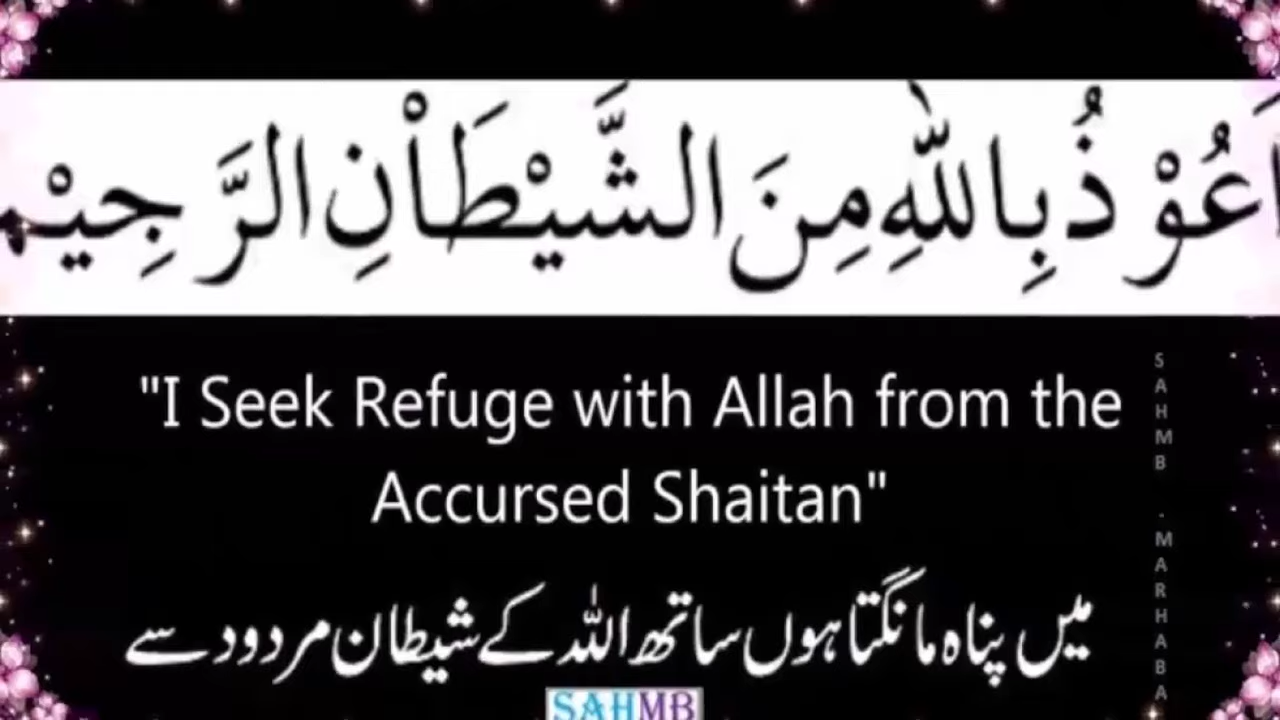 اَعُوْذُ بِاللّٰهِ مِنَ الشَّيْطَاْنِ الرَّجِيْم
"I Seek Refuge with Allah from the
Accursed Shaitan"
میں پناہ مانگتا ہوں ساتھ اللہ کے شیطان مردود سے
SAHMB
SAHMB - MARHABA